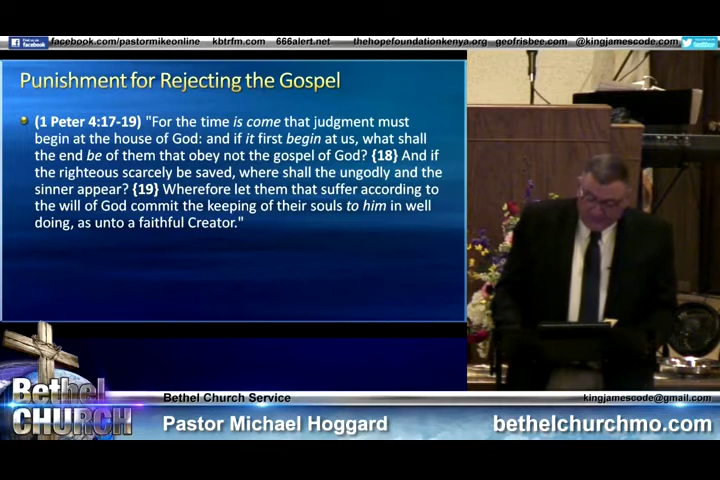 Find us on
facebook
facebook.com/pastormikeonline kbtrfm.com 666alert.net thehopefoundationkenya.org geofrisbee.com @kingjamescode.com
twitter
Punishment for Rejecting the Gospel
(1 Peter 4:17-19) "For the time is come that judgment must
begin at the house of God: and if it first begin at us, what shall
the end be of them that obey not the gospel of God? {18} And if
the righteous scarcely be saved, where shall the ungodly and the
sinner appear? {19} Wherefore let them that suffer according to
the will of God commit the keeping of their souls to him in well
doing, as unto a faithful Creator."
Bethel
CHURCH
Bethel Church Service
kingjamescode@gmail.com
Pastor Michael Hoggard
bethelchurchmo.com